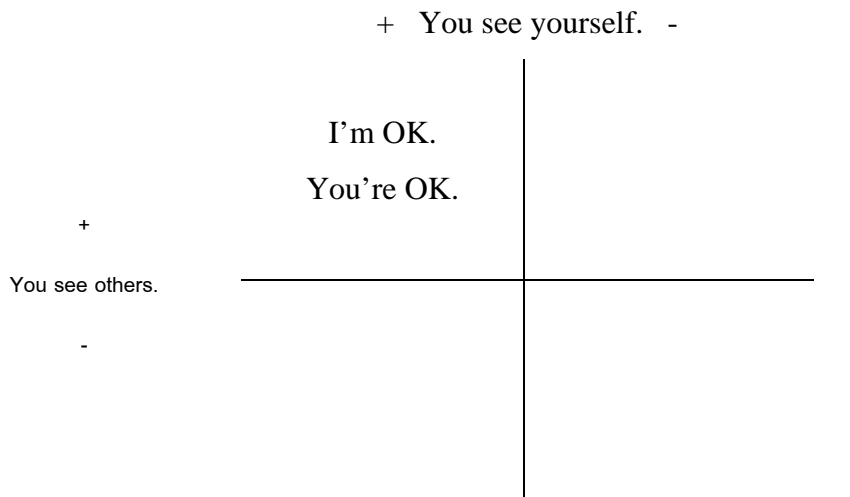 + You see yourself. -
I’m OK.
You’re OK.
+
You see others.
-